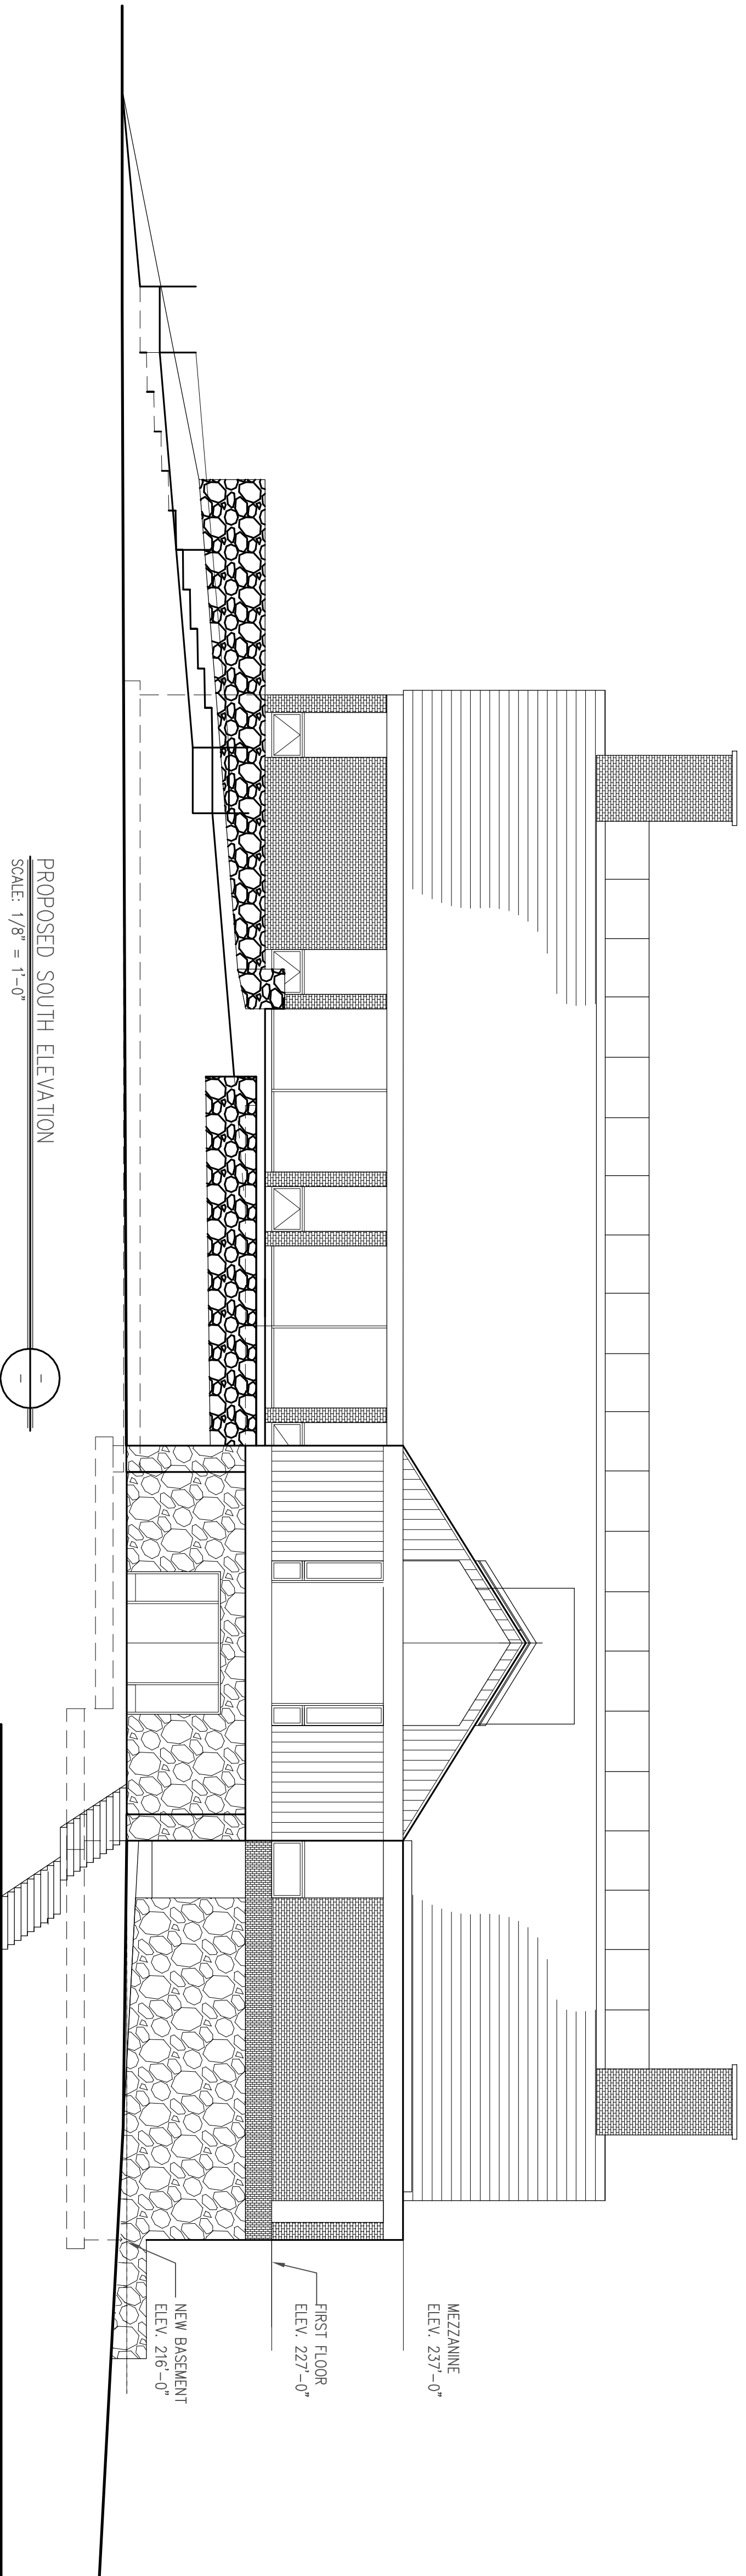 MEZZANINE
ELEV. 237'-0"
FIRST FLOOR
ELEV. 227'-0"
NEW BASEMENT
ELEV. 216'-0"
PROPOSED SOUTH ELEVATION
SCALE: 1/8" = 1'-0"
-
-